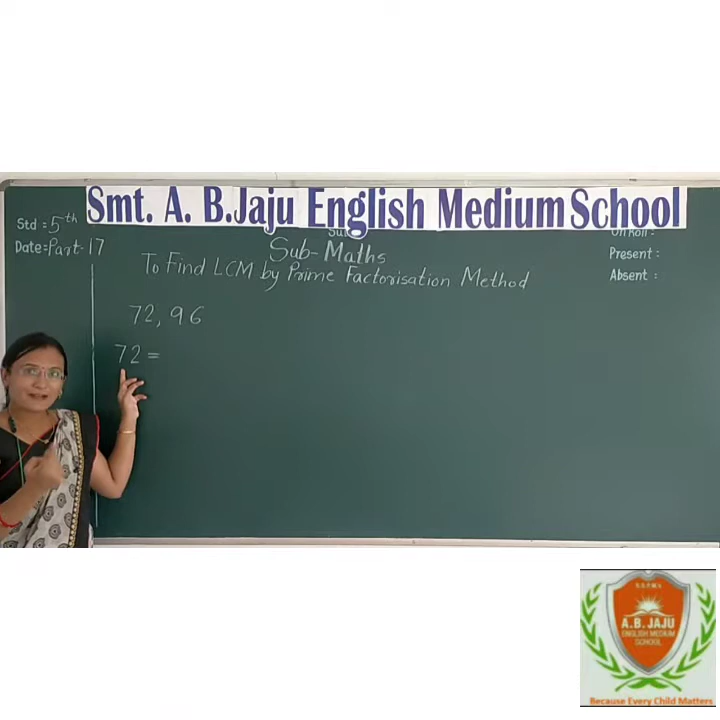 Smt. A. B.Jaju English Medium School
Std = 5th
Date=Part-17
Sub-Maths
On Roll :
Present :
Absent :
To Find LCM by Prime Factorisation Method
72, 96
72 =
A.B. JAJU
ENGLISH MEDIUM
SCHOOL
Because Every Child Matters